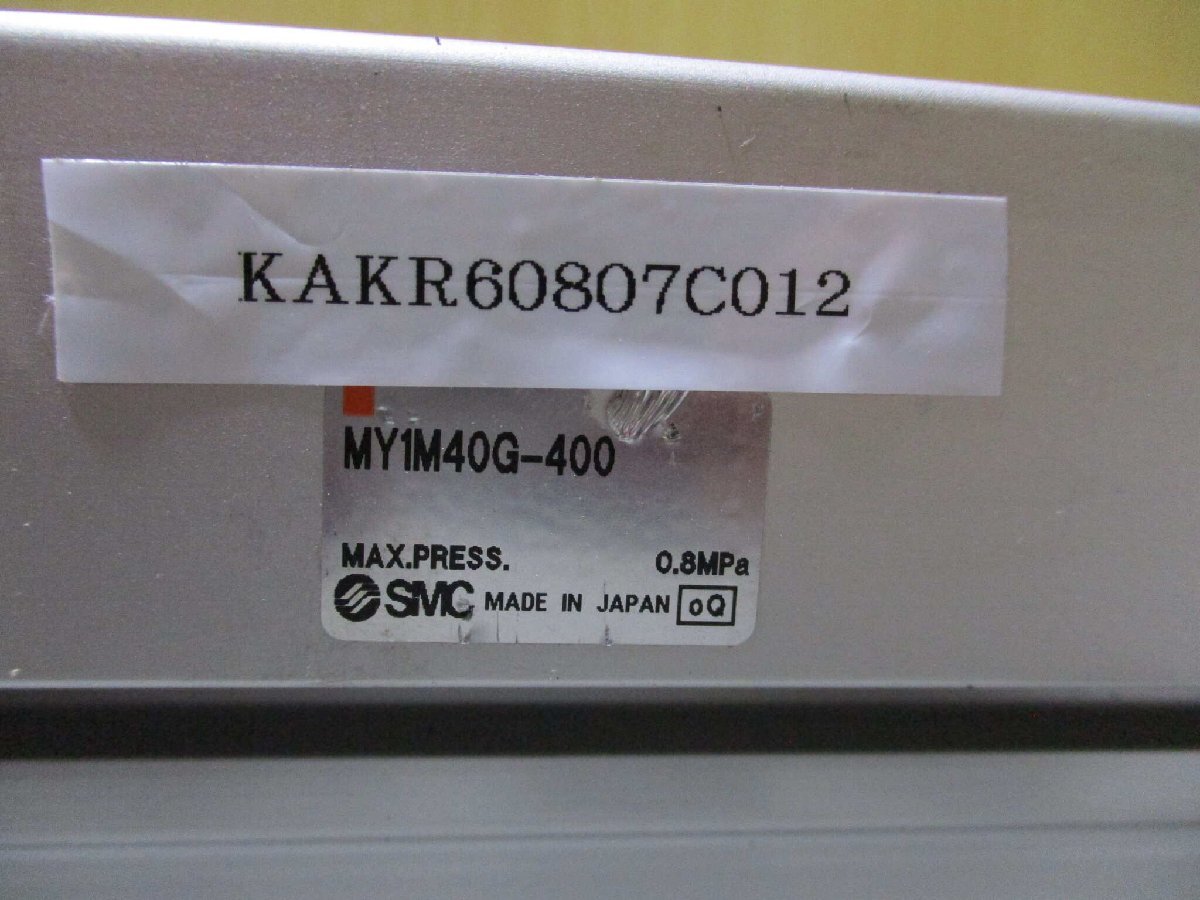 KAKR60807C012
MY1M40G-400
MAX.PRESS. 0.8MPa
SMC MADE IN JAPAN oQ